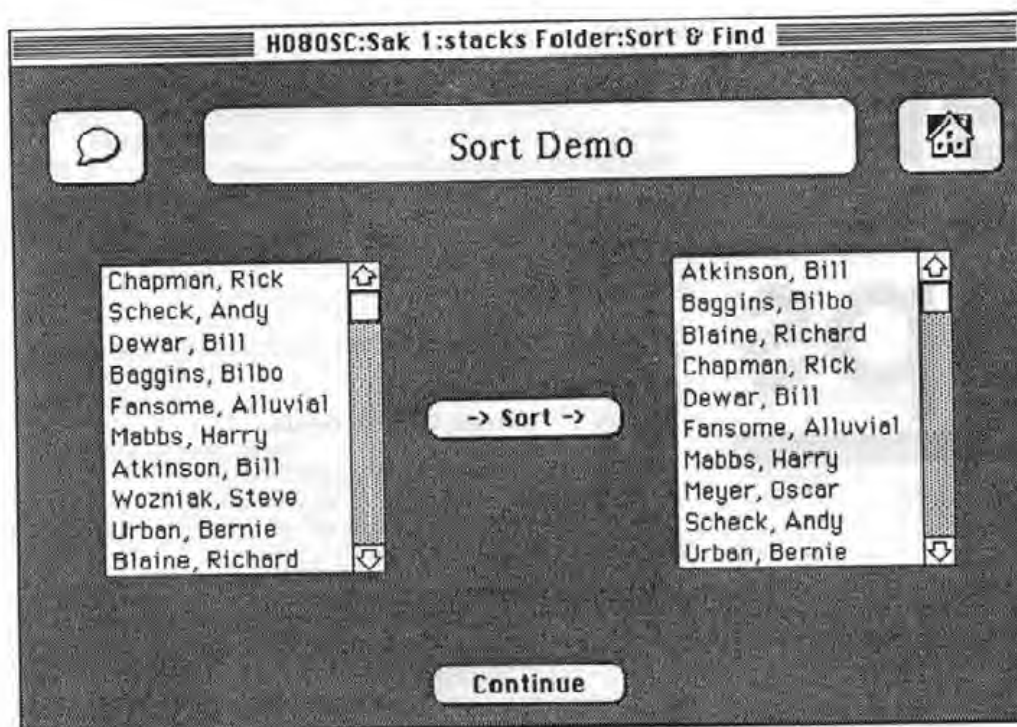 HD80SC:Sak 1:stacks Folder:Sort & Find
Sort Demo
Chapman, Rick
Scheck, Andy
Dewar, Bill
Baggins, Bilbo
Fansome, Alluvial
Mabbs, Harry
Atkinson, Bill
Wozniak, Steve
Urban, Bernie
Blaine, Richard
-> Sort ->
Atkinson, Bill
Baggins, Bilbo
Blaine, Richard
Chapman, Rick
Dewar, Bill
Fansome, Alluvial
Mabbs, Harry
Meyer, Oscar
Scheck, Andy
Urban, Bernie
Continue